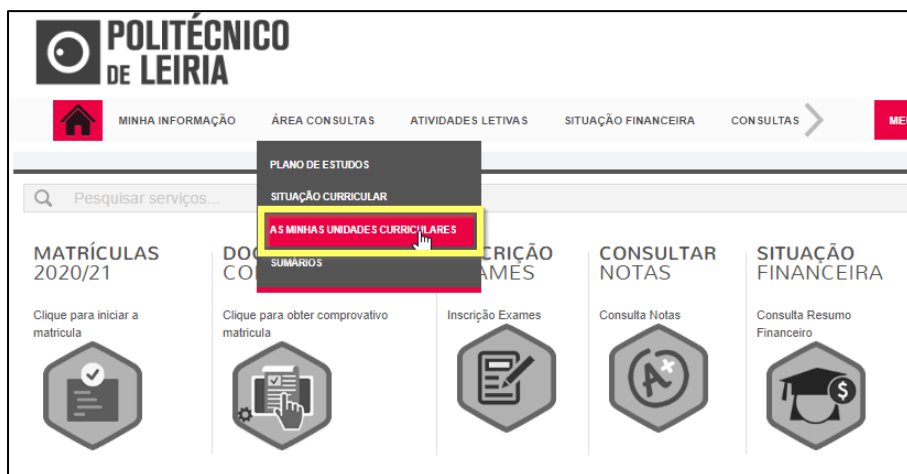 POLITÉCNICO
DE LEIRIA
MINHA INFORMAÇÃO ÁREA CONSULTAS ATIVIDADES LETIVAS SITUAÇÃO FINANCEIRA CONSULTAS
PLANO DE ESTUDOS
SITUAÇÃO CURRICULAR
AS MINHAS UNIDADES CURRICULARES
SUMÁRIOS
Pesquisar serviços...
MATRÍCULAS
2020/21
Clique para iniciar a
matricula
Clique para obter comprovativo
matricula
Inscrição Exames
CONSULTAR
NOTAS
Consulta Notas
A+
SITUAÇÃO
FINANCEIRA
Consulta Resumo
Financeiro
$